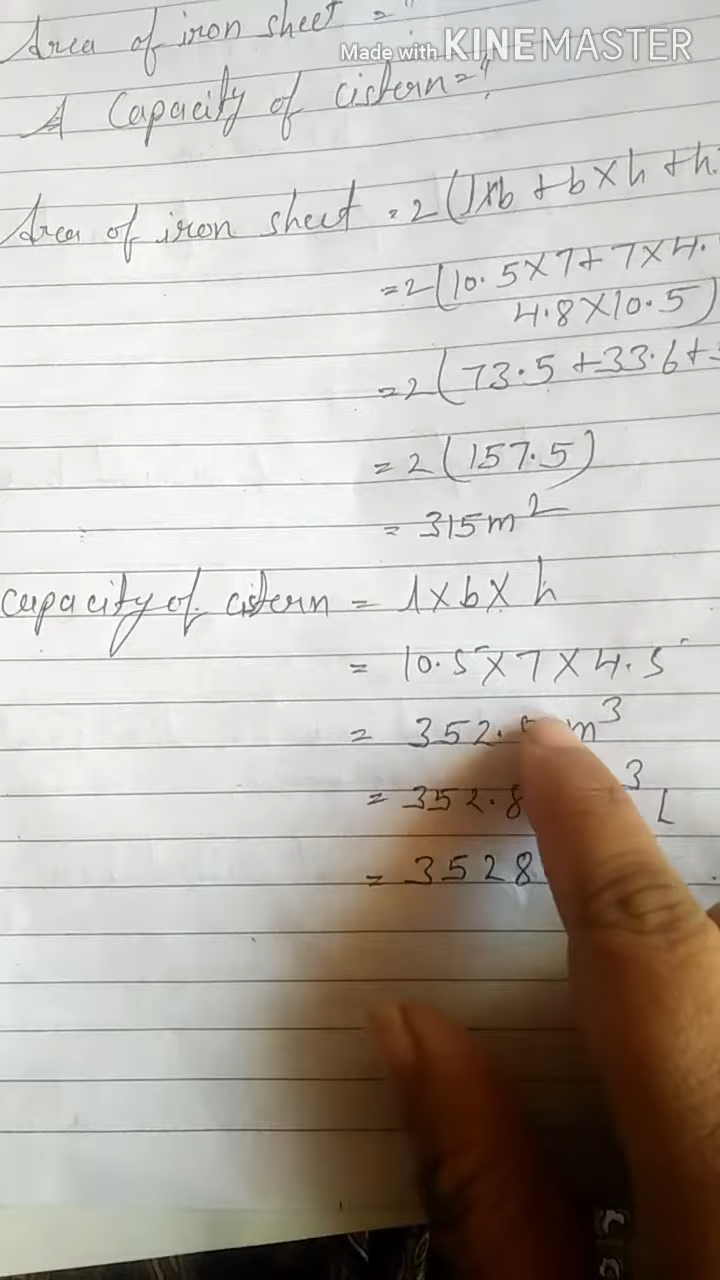 Area of iron sheet =
Made with KINEMASTER
A Capacity of cistern = ?
Area of iron sheet = 2 (l×b + b×h + h
= 2 (10.5×7 + 7×4.
4.8×10.5)
= 2 (73.5 + 33.6 +
= 2 (157.5)
= 315 m²
capacity of cistern = l×b×h
= 10.5×7×4.5
= 352. m³
= 352.8 ³ L
= 3528